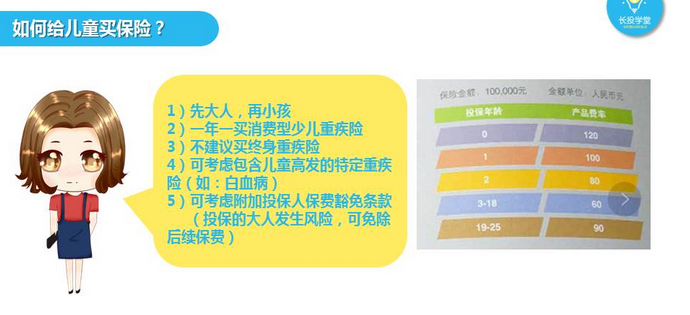 如何给儿童买保险？
长投学堂
1）先大人，再小孩
2）一年一买消费型少儿重疾险
3）不建议买终身重疾险
4）可考虑包含儿童高发的特定重疾
险（如：白血病）
5）可考虑附加投保人保费豁免条款
（投保的大人发生风险，可免除
后续保费）
保险金额：100,000元 金额单位：人民币元
投保年龄 产品费率
0 120
1 100
2 80
3-18 60
19-25 90